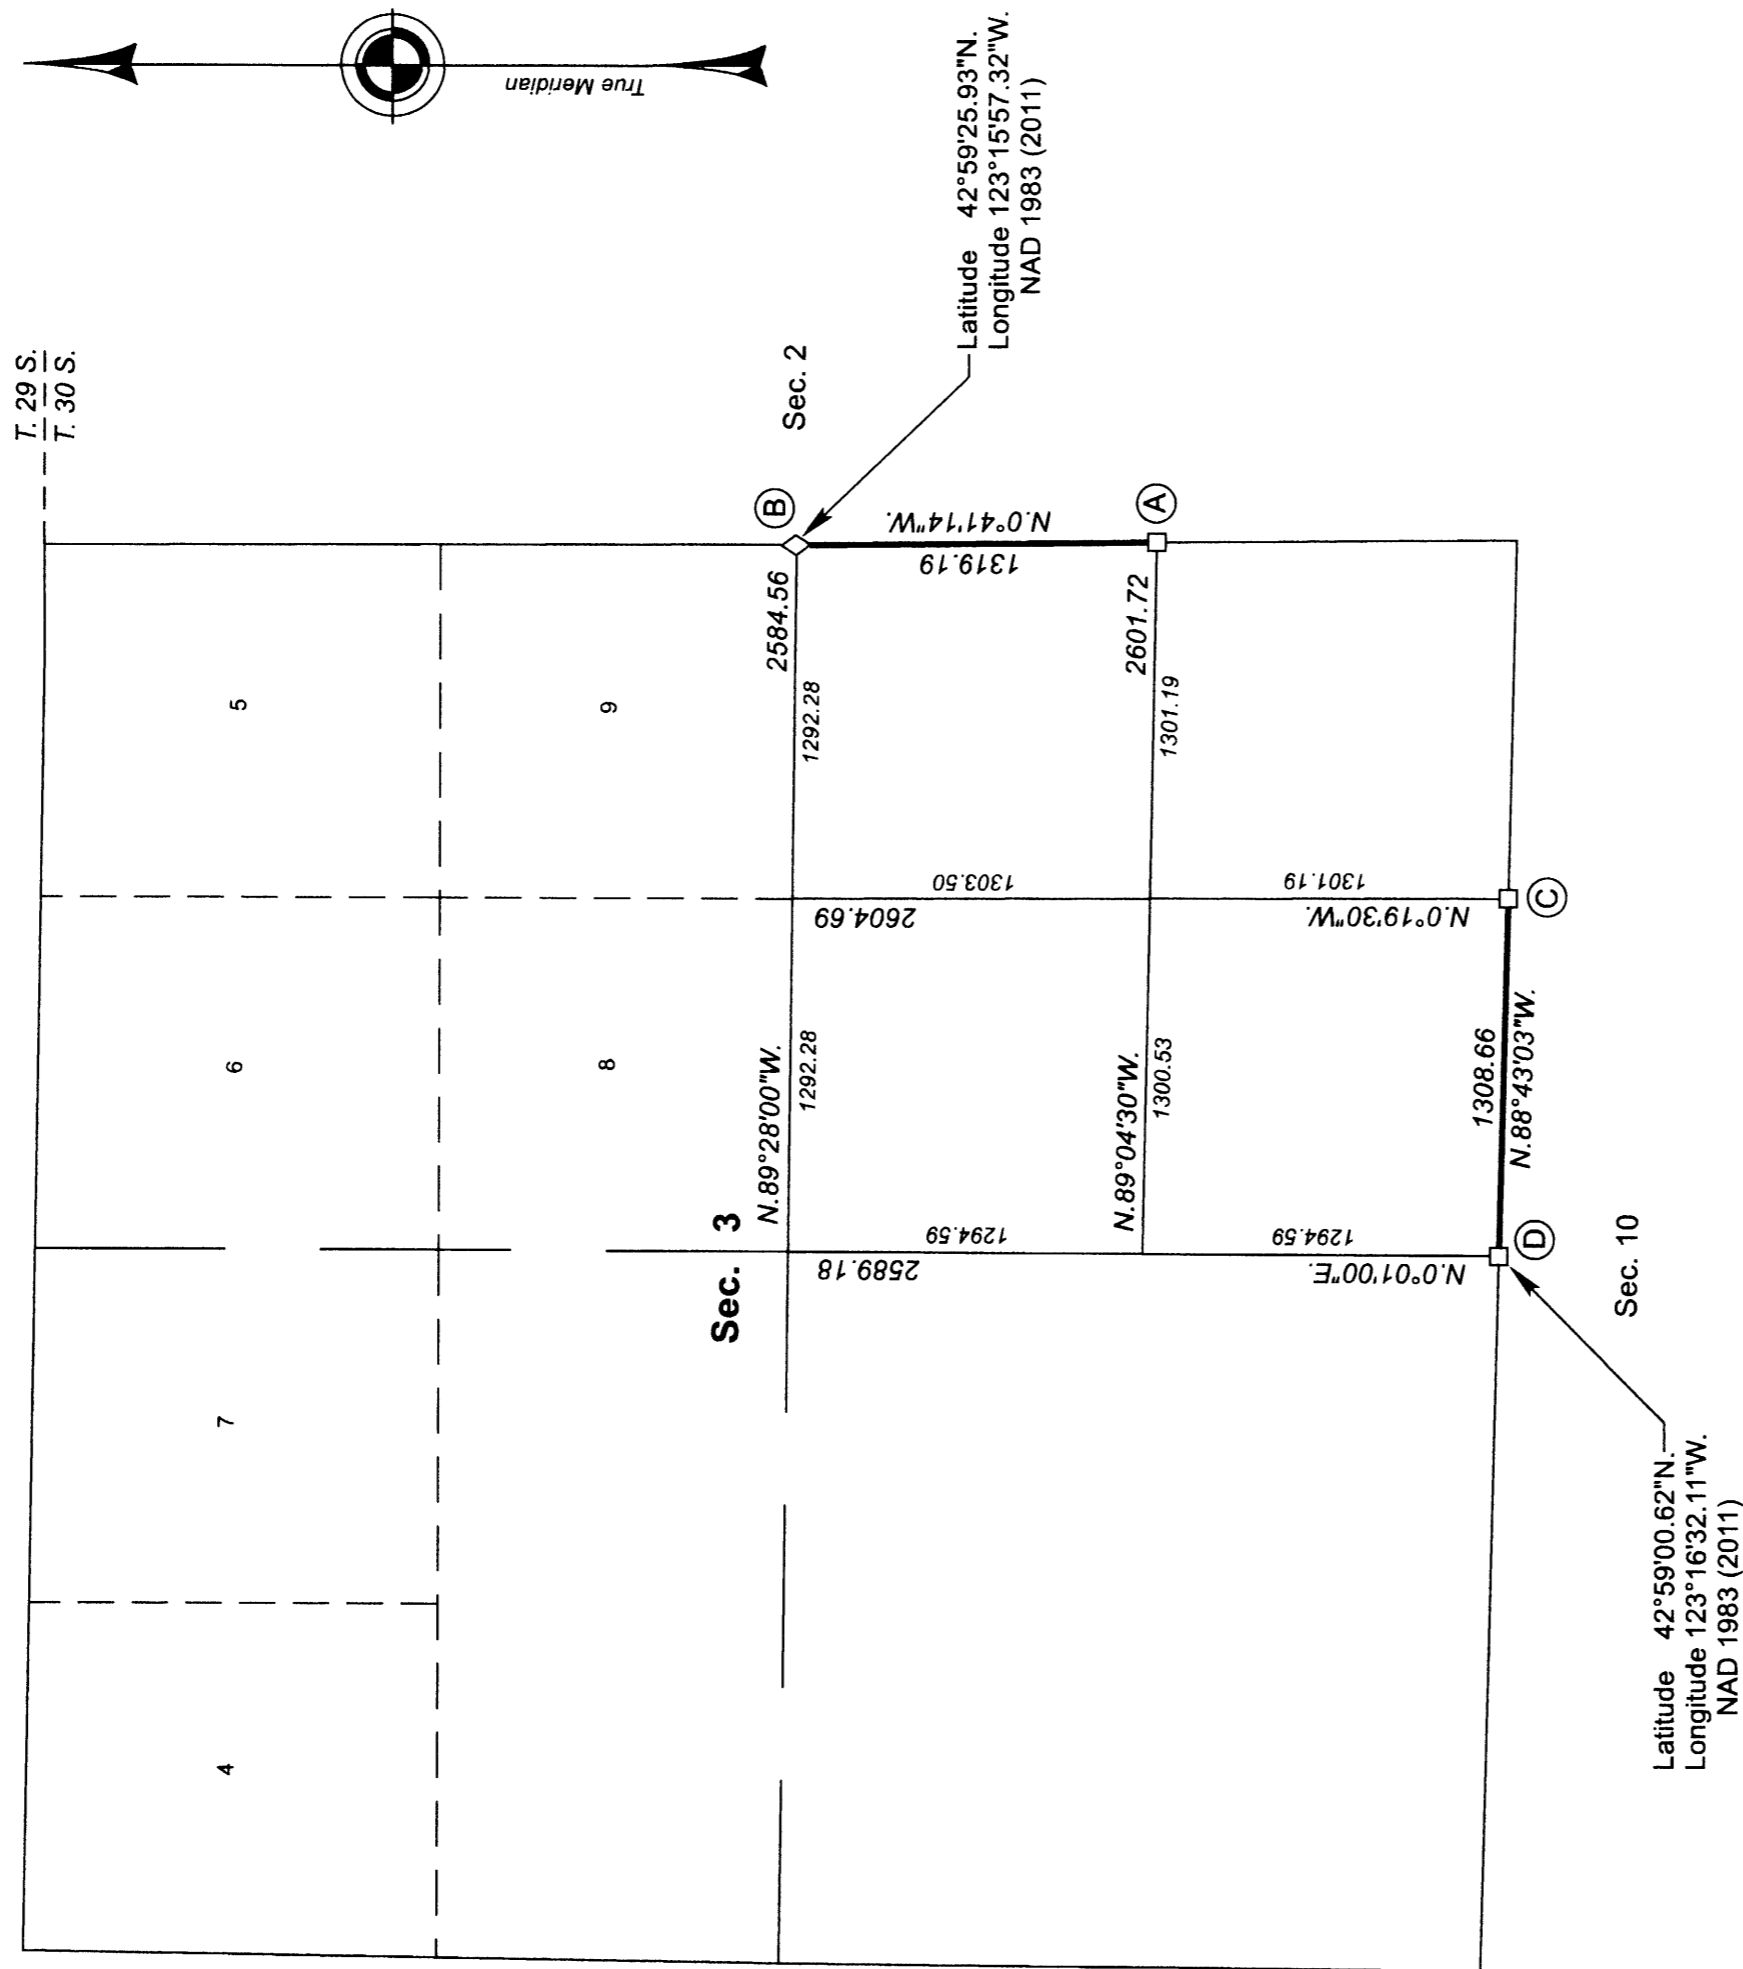 True Meridian
T. 29 S.
T. 30 S.
5
6
7
4
9
8
Sec. 3
Sec. 2
B
Latitude 42°59'25.93"N.
Longitude 123°15'57.32"W.
NAD 1983 (2011)
N.89°28'00"W.
2584.56
1292.28
1292.28
N.0°41'14"W.
1319.19
A
2589.18
1294.59
2604.69
1303.50
N.89°04'30"W.
2601.72
1300.53
1301.19
N.0°01'00"E.
1294.59
N.0°19'30"W.
1301.19
1308.66
N.88°43'03"W.
D
C
Sec. 10
Latitude 42°59'00.62"N.
Longitude 123°16'32.11"W.
NAD 1983 (2011)